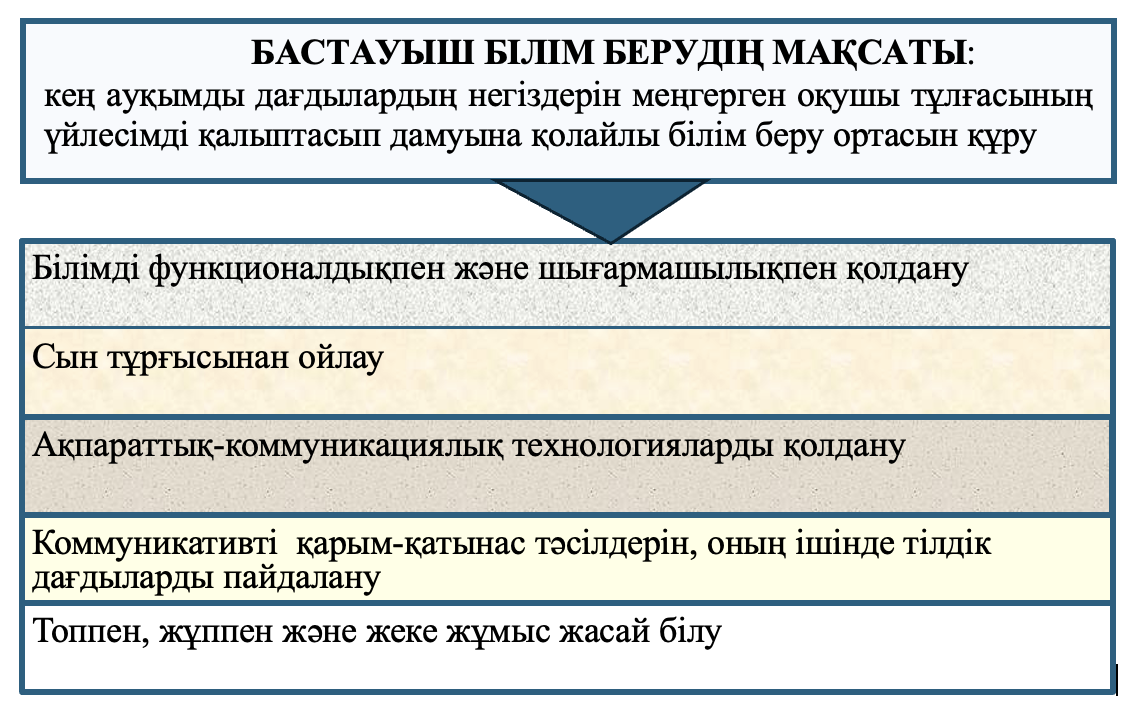 БАСТАУЫШ БІЛІМ БЕРУДІҢ МАҚСАТЫ:
кең ауқымды дағдылардың негіздерін меңгерген оқушы тұлғасының
үйлесімді қалыптасып дамуына қолайлы білім беру ортасын құру
Білімді функционалдықпен және шығармашылықпен қолдану
Сын тұрғысынан ойлау
Ақпараттық-коммуникациялық технологияларды қолдану
Коммуникативті  қарым-қатынас тәсілдерін, оның ішінде тілдік
дағдыларды пайдалану
Топпен, жұппен және жеке жұмыс жасай білу